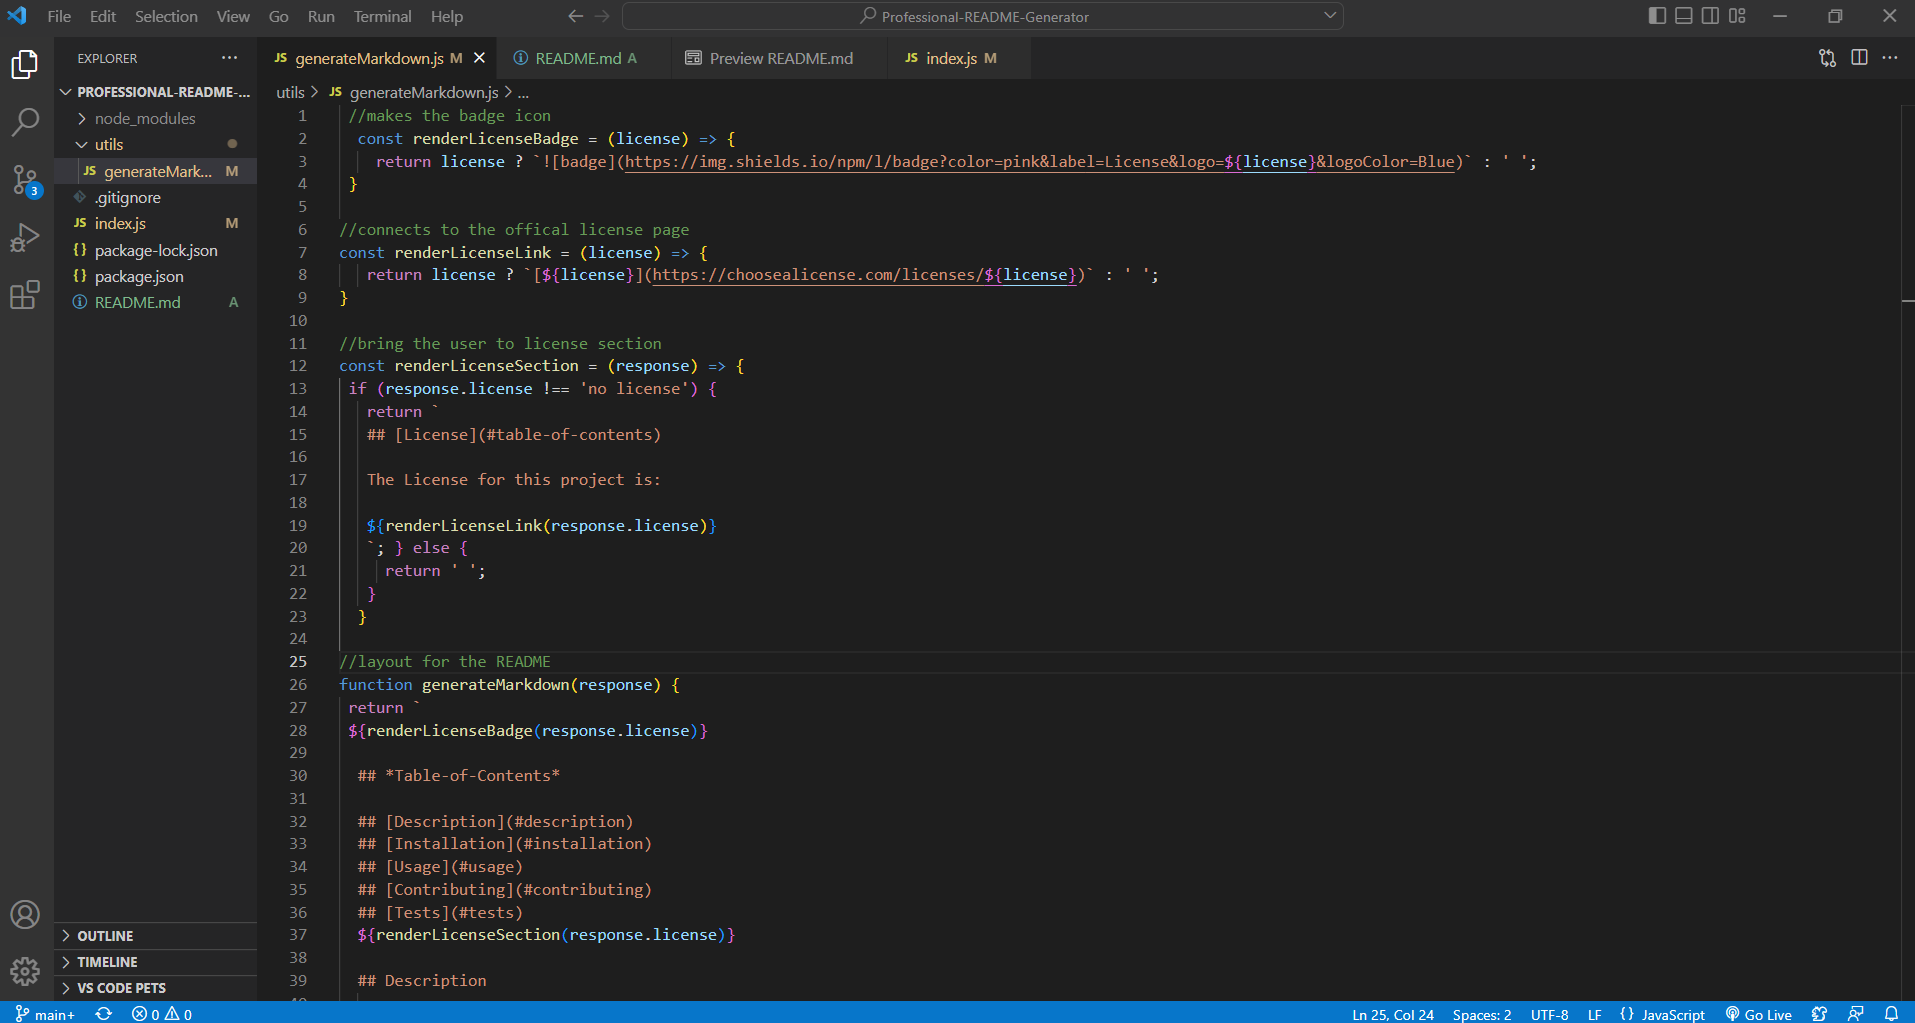 File Edit Selection View Go Run Terminal Help
Professional-README-Generator
EXPLORER
PROFESSIONAL-README-...
node_modules
utils
JS generateMark... M
.gitignore
JS index.js M
{} package-lock.json
{} package.json
README.md A
OUTLINE
TIMELINE
VS CODE PETS
3
JS generateMarkdown.js M
README.md A
Preview README.md
JS index.js M
utils > JS generateMarkdown.js > ...
1 //makes the badge icon
2 const renderLicenseBadge = (license) => {
3 return license ? `![badge](https://img.shields.io/npm/l/badge?color=pink&label=License&logo=${license}&logoColor=Blue)` : ' ';
4 }
5
6 //connects to the offical license page
7 const renderLicenseLink = (license) => {
8 return license ? `[${license}](https://choosealicense.com/licenses/${license})` : ' ';
9 }
10
11 //bring the user to license section
12 const renderLicenseSection = (response) => {
13 if (response.license !== 'no license') {
14 return `
15 ## [License](#table-of-contents)
16
17 The License for this project is:
18
19 ${renderLicenseLink(response.license)}
20 `; } else {
21 return ' ';
22 }
23 }
24
25 //layout for the README
26 function generateMarkdown(response) {
27 return `
28 ${renderLicenseBadge(response.license)}
29
30 ## *Table-of-Contents*
31
32 ## [Description](#description)
33 ## [Installation](#installation)
34 ## [Usage](#usage)
35 ## [Contributing](#contributing)
36 ## [Tests](#tests)
37 ${renderLicenseSection(response.license)}
38
39 ## Description
main+ 0 0 Ln 25, Col 24 Spaces: 2 UTF-8 LF {} JavaScript Go Live